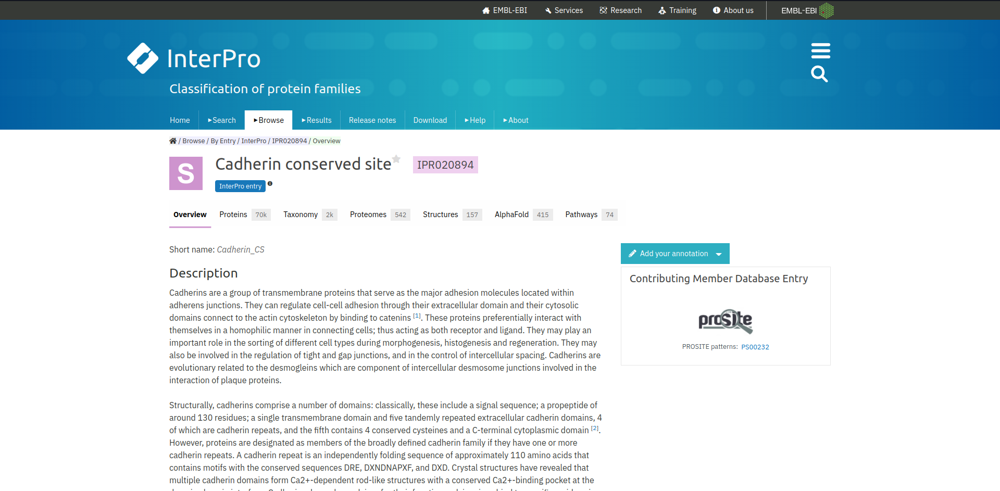 EMBL-EBI Services Research Training About us EMBL-EBI
InterPro
Classification of protein families
Home ▸Search ▸Browse ▸Results Release notes Download ▸Help ▸About
/ Browse / By Entry / InterPro / IPR020894 / Overview
S Cadherin conserved site IPR020894
InterPro entry
Overview Proteins 70k Taxonomy 2k Proteomes 542 Structures 157 AlphaFold 415 Pathways 74
Short name: Cadherin_CS
Description
Cadherins are a group of transmembrane proteins that serve as the major adhesion molecules located within
adherens junctions. They can regulate cell-cell adhesion through their extracellular domain and their cytosolic
domains connect to the actin cytoskeleton by binding to catenins [1]. These proteins preferentially interact with
themselves in a homophilic manner in connecting cells; thus acting as both receptor and ligand. They may play an
important role in the sorting of different cell types during morphogenesis, histogenesis and regeneration. They may
also be involved in the regulation of tight and gap junctions, and in the control of intercellular spacing. Cadherins are
evolutionary related to the desmogleins which are component of intercellular desmosome junctions involved in the
interaction of plaque proteins.
Structurally, cadherins comprise a number of domains: classically, these include a signal sequence; a propeptide of
around 130 residues; a single transmembrane domain and five tandemly repeated extracellular cadherin domains, 4
of which are cadherin repeats, and the fifth contains 4 conserved cysteines and a C-terminal cytoplasmic domain [2].
However, proteins are designated as members of the broadly defined cadherin family if they have one or more
cadherin repeats. A cadherin repeat is an independently folding sequence of approximately 110 amino acids that
contains motifs with the conserved sequences DRE, DXNDNAPXF, and DXD. Crystal structures have revealed that
multiple cadherin domains form Ca2+-dependent rod-like structures with a conserved Ca2+-binding pocket at the
Add your annotation
Contributing Member Database Entry
prosite
PROSITE patterns: PS00232